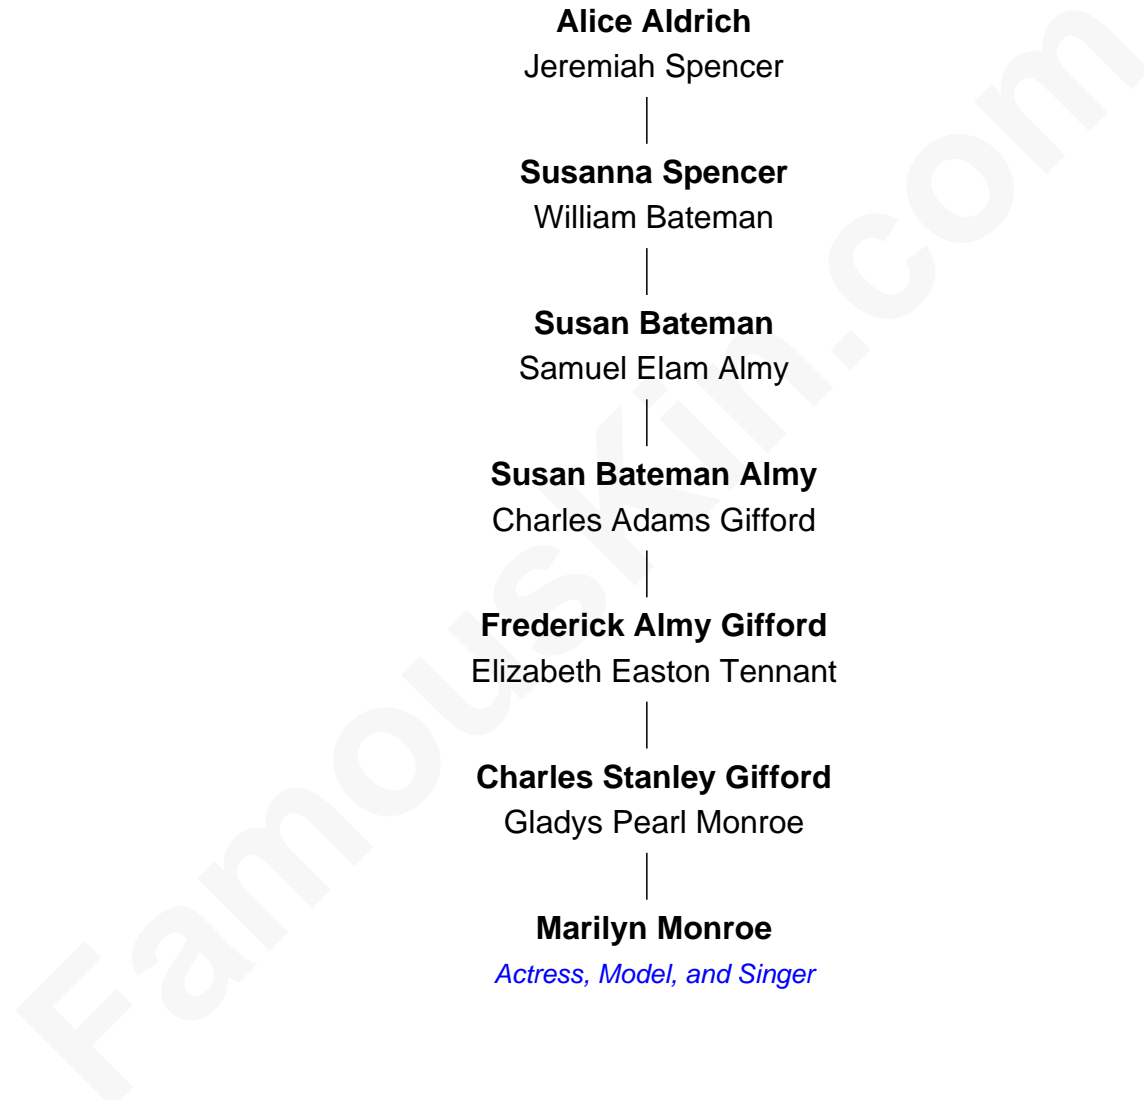 Alice Aldrich
Jeremiah Spencer
Susanna Spencer
William Bateman
Susan Bateman
Samuel Elam Almy
Susan Bateman Almy
Charles Adams Gifford
Frederick Almy Gifford
Elizabeth Easton Tennant
Charles Stanley Gifford
Gladys Pearl Monroe
Marilyn Monroe
Actress, Model, and Singer
FamousKin.com